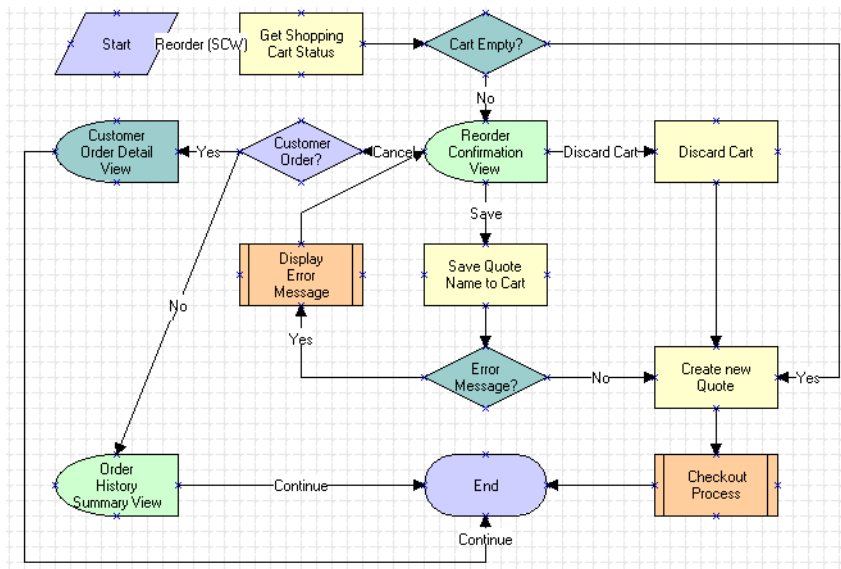 Start
Reorder (SCW)
Get Shopping
Cart Status
Cart Empty?
No
Customer
Order Detail
View
Yes
Customer
Order?
Cancel
Reorder
Confirmation
View
Discard Cart
Discard Cart
Save
Display
Error
Message
Save Quote
Name to Cart
No
Yes
Error
Message?
No
Create new
Quote
Yes
Order
History
Summary View
Continue
End
Checkout
Process
Continue